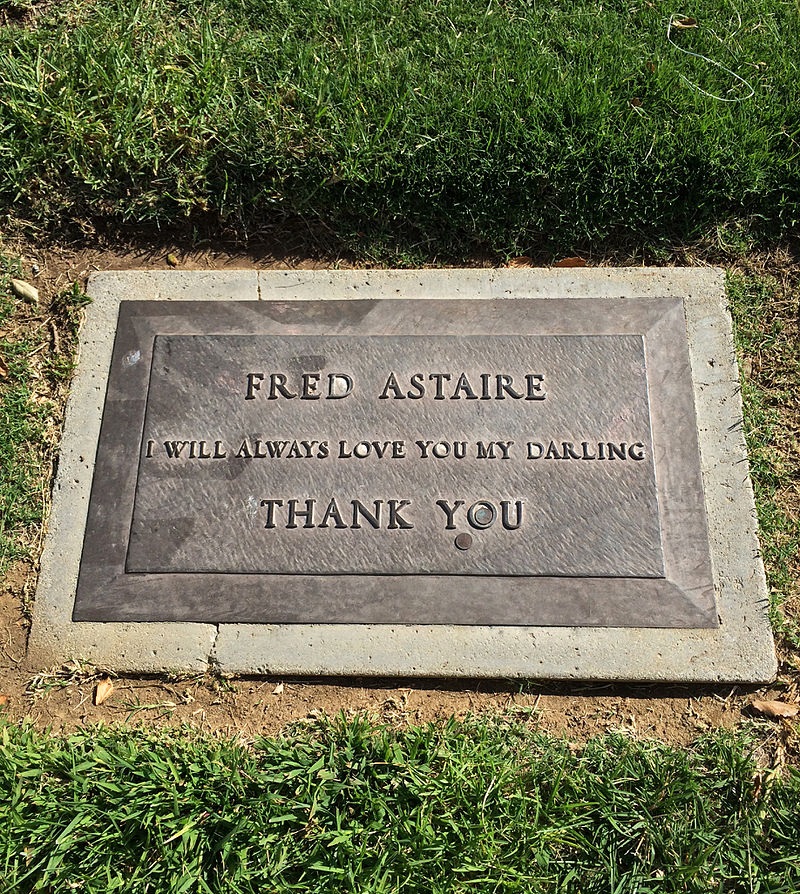 FRED ASTAIRE
I WILL ALWAYS LOVE YOU MY DARLING
THANK YOU